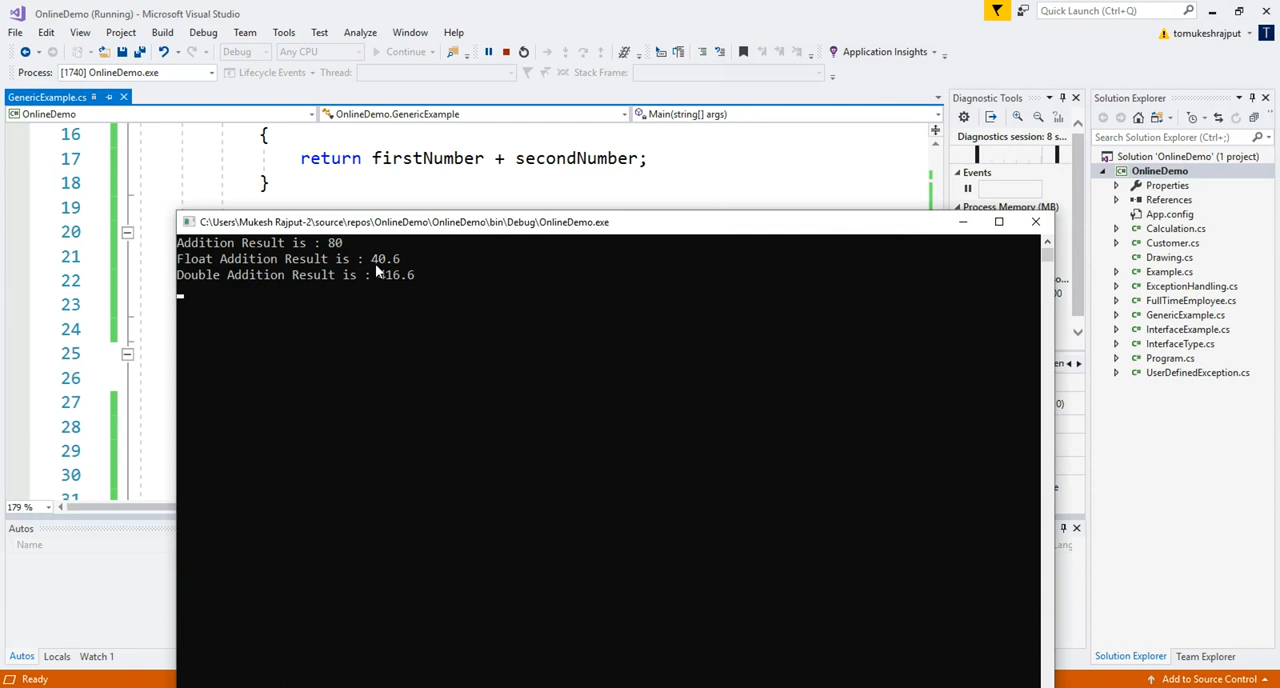 OnlineDemo (Running) - Microsoft Visual Studio
Quick Launch (Ctrl+Q)
File Edit View Project Build Debug Team Tools Test Analyze Window Help
tomukeshrajput T
Debug Any CPU Continue Application Insights
Process: [1740] OnlineDemo.exe Lifecycle Events Thread: Stack Frame:
GenericExample.cs
OnlineDemo OnlineDemo.GenericExample Main(string[] args)
16 {
17 return firstNumber + secondNumber;
18 }
19
20
21
22
23
24
25
26
27
28
29
30
31
179 %
C:\Users\Mukesh Rajput-2\source\repos\OnlineDemo\OnlineDemo\bin\Debug\OnlineDemo.exe
Addition Result is : 80
Float Addition Result is : 40.6
Double Addition Result is : 416.6
Diagnostic Tools
Diagnostics session: 8 s...
Events
Process Memory (MB)
Solution Explorer
Search Solution Explorer (Ctrl+;)
Solution 'OnlineDemo' (1 project)
OnlineDemo
Properties
References
App.config
Calculation.cs
Customer.cs
Drawing.cs
Example.cs
ExceptionHandling.cs
FullTimeEmployee.cs
GenericExample.cs
InterfaceExample.cs
InterfaceType.cs
Program.cs
UserDefinedException.cs
Autos
Name
Autos Locals Watch 1
Solution Explorer Team Explorer
Ready
Add to Source Control